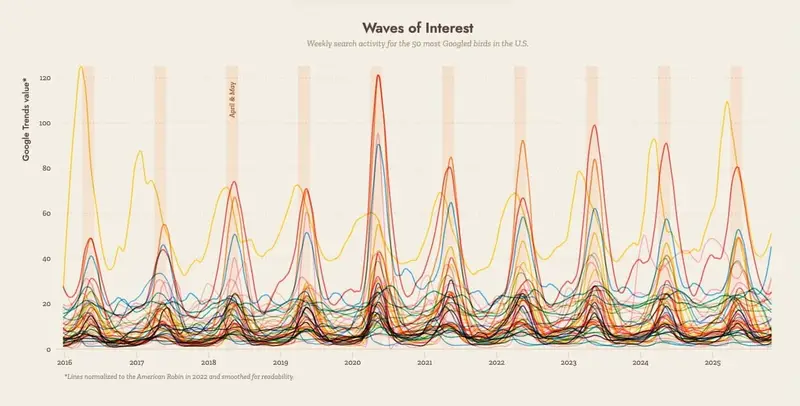 Waves of Interest
Weekly search activity for the 50 most Googled birds in the U.S.
Google Trends value*
April & May
120
100
80
60
40
20
0
2016 2017 2018 2019 2020 2021 2022 2023 2024 2025
*Lines normalized to the American Robin in 2022 and smoothed for readability.